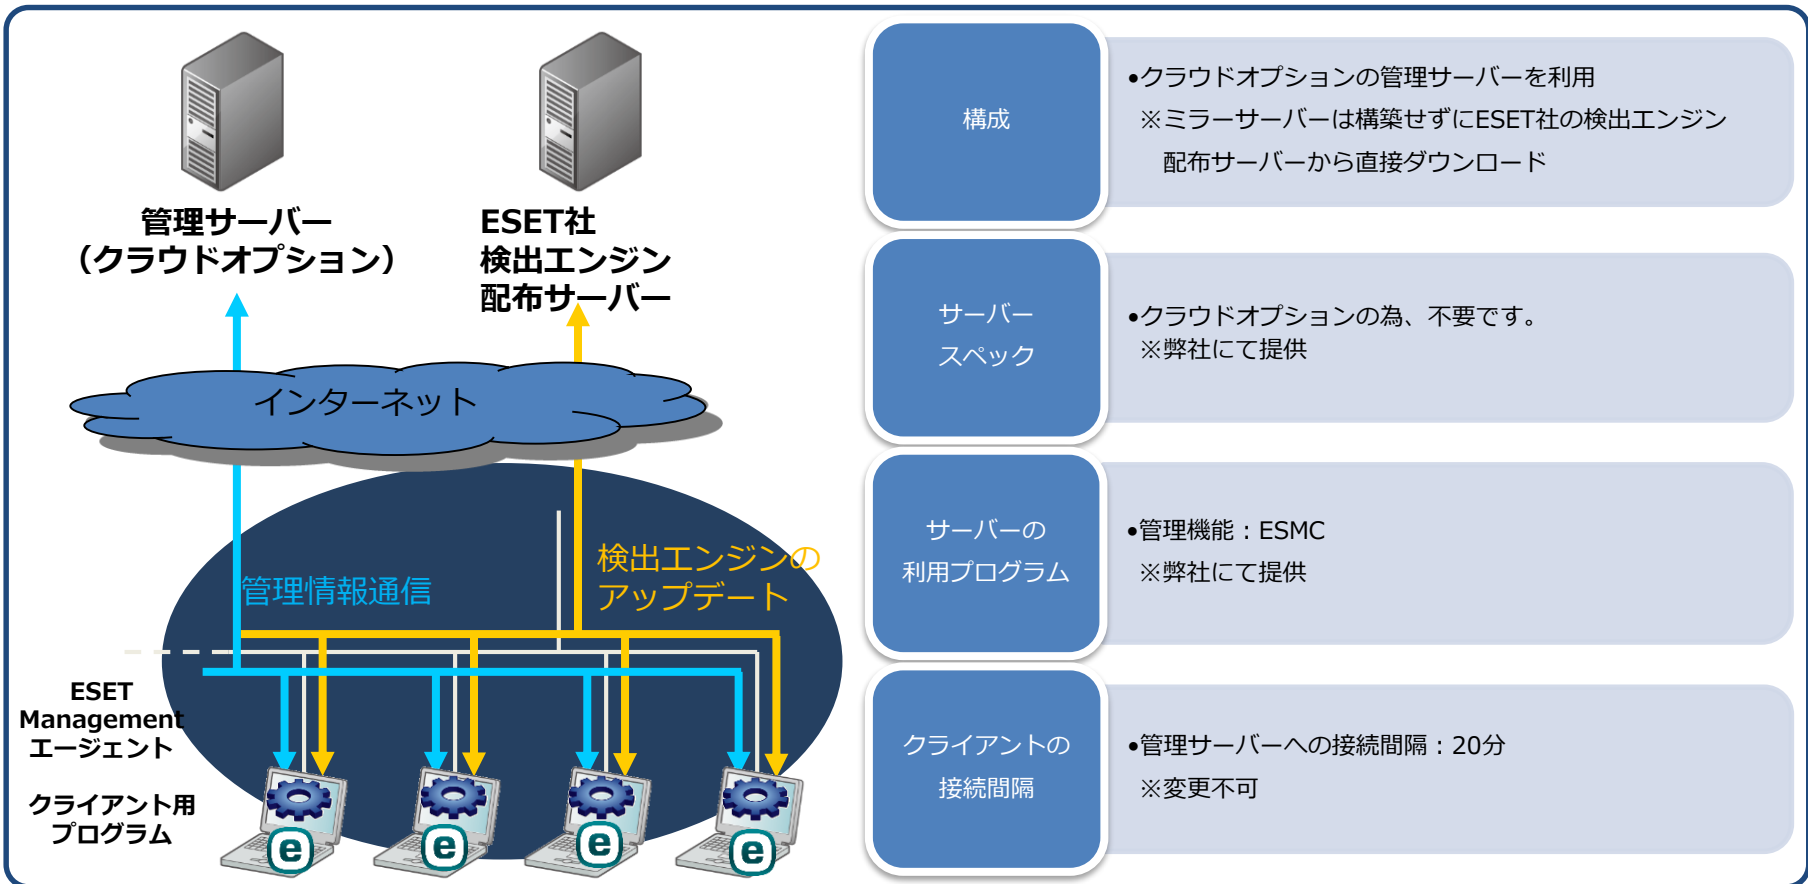 管理サーバー
（クラウドオプション）
ESET社
検出エンジン
配布サーバー
インターネット
管理情報通信
検出エンジンの
アップデート
ESET
Management
エージェント
クライアント用
プログラム
e
e
e
e
構成
•クラウドオプションの管理サーバーを利用
※ミラーサーバーは構築せずにESET社の検出エンジン
配布サーバーから直接ダウンロード
サーバー
スペック
•クラウドオプションの為、不要です。
※弊社にて提供
サーバーの
利用プログラム
•管理機能：ESMC
※弊社にて提供
クライアントの
接続間隔
•管理サーバーへの接続間隔：20分
※変更不可